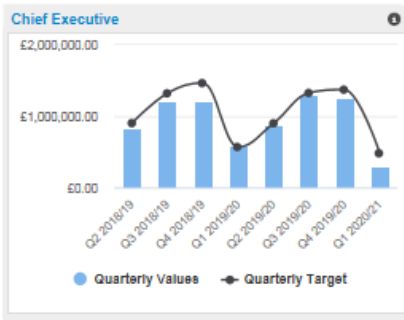 Chief Executive
£2,000,000.00
£1,000,000.00
£0.00
Q2 2018/19
Q3 2018/19
Q4 2018/19
Q1 2019/20
Q2 2019/20
Q3 2019/20
Q4 2019/20
Q1 2020/21
Quarterly Values Quarterly Target